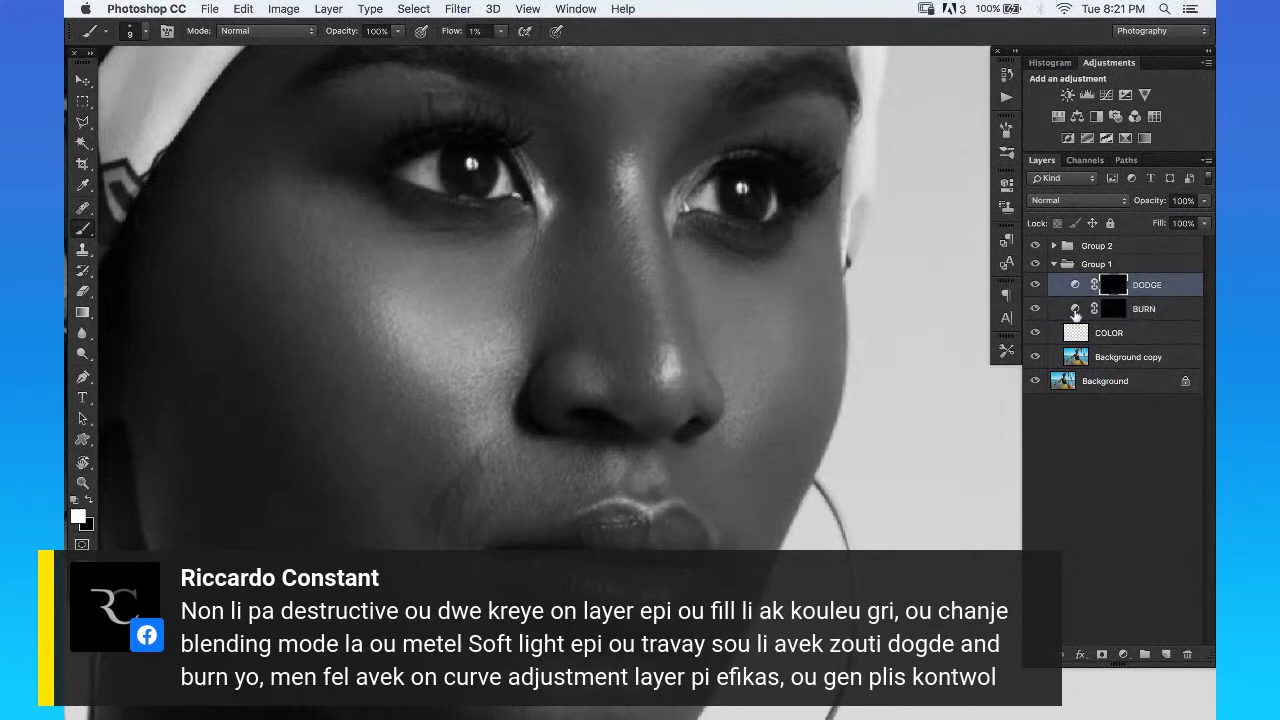 Photoshop CC File Edit Image Layer Type Select Filter 3D View Window Help 3 100% Tue 8:21 PM
9 Mode: Normal Opacity: 100% Flow: 1% Photography
Histogram Adjustments
Add an adjustment
Layers Channels Paths
Kind
Normal Opacity: 100%
Lock: Fill: 100%
Group 2
Group 1
DODGE
BURN
COLOR
Background copy
Background
Riccardo Constant
Non li pa destructive ou dwe kreye on layer epi ou fill li ak kouleu gri, ou chanje
blending mode la ou metel Soft light epi ou travay sou li avek zouti dogde and
burn yo, men fel avek on curve adjustment layer pi efikas, ou gen plis kontwol
RC